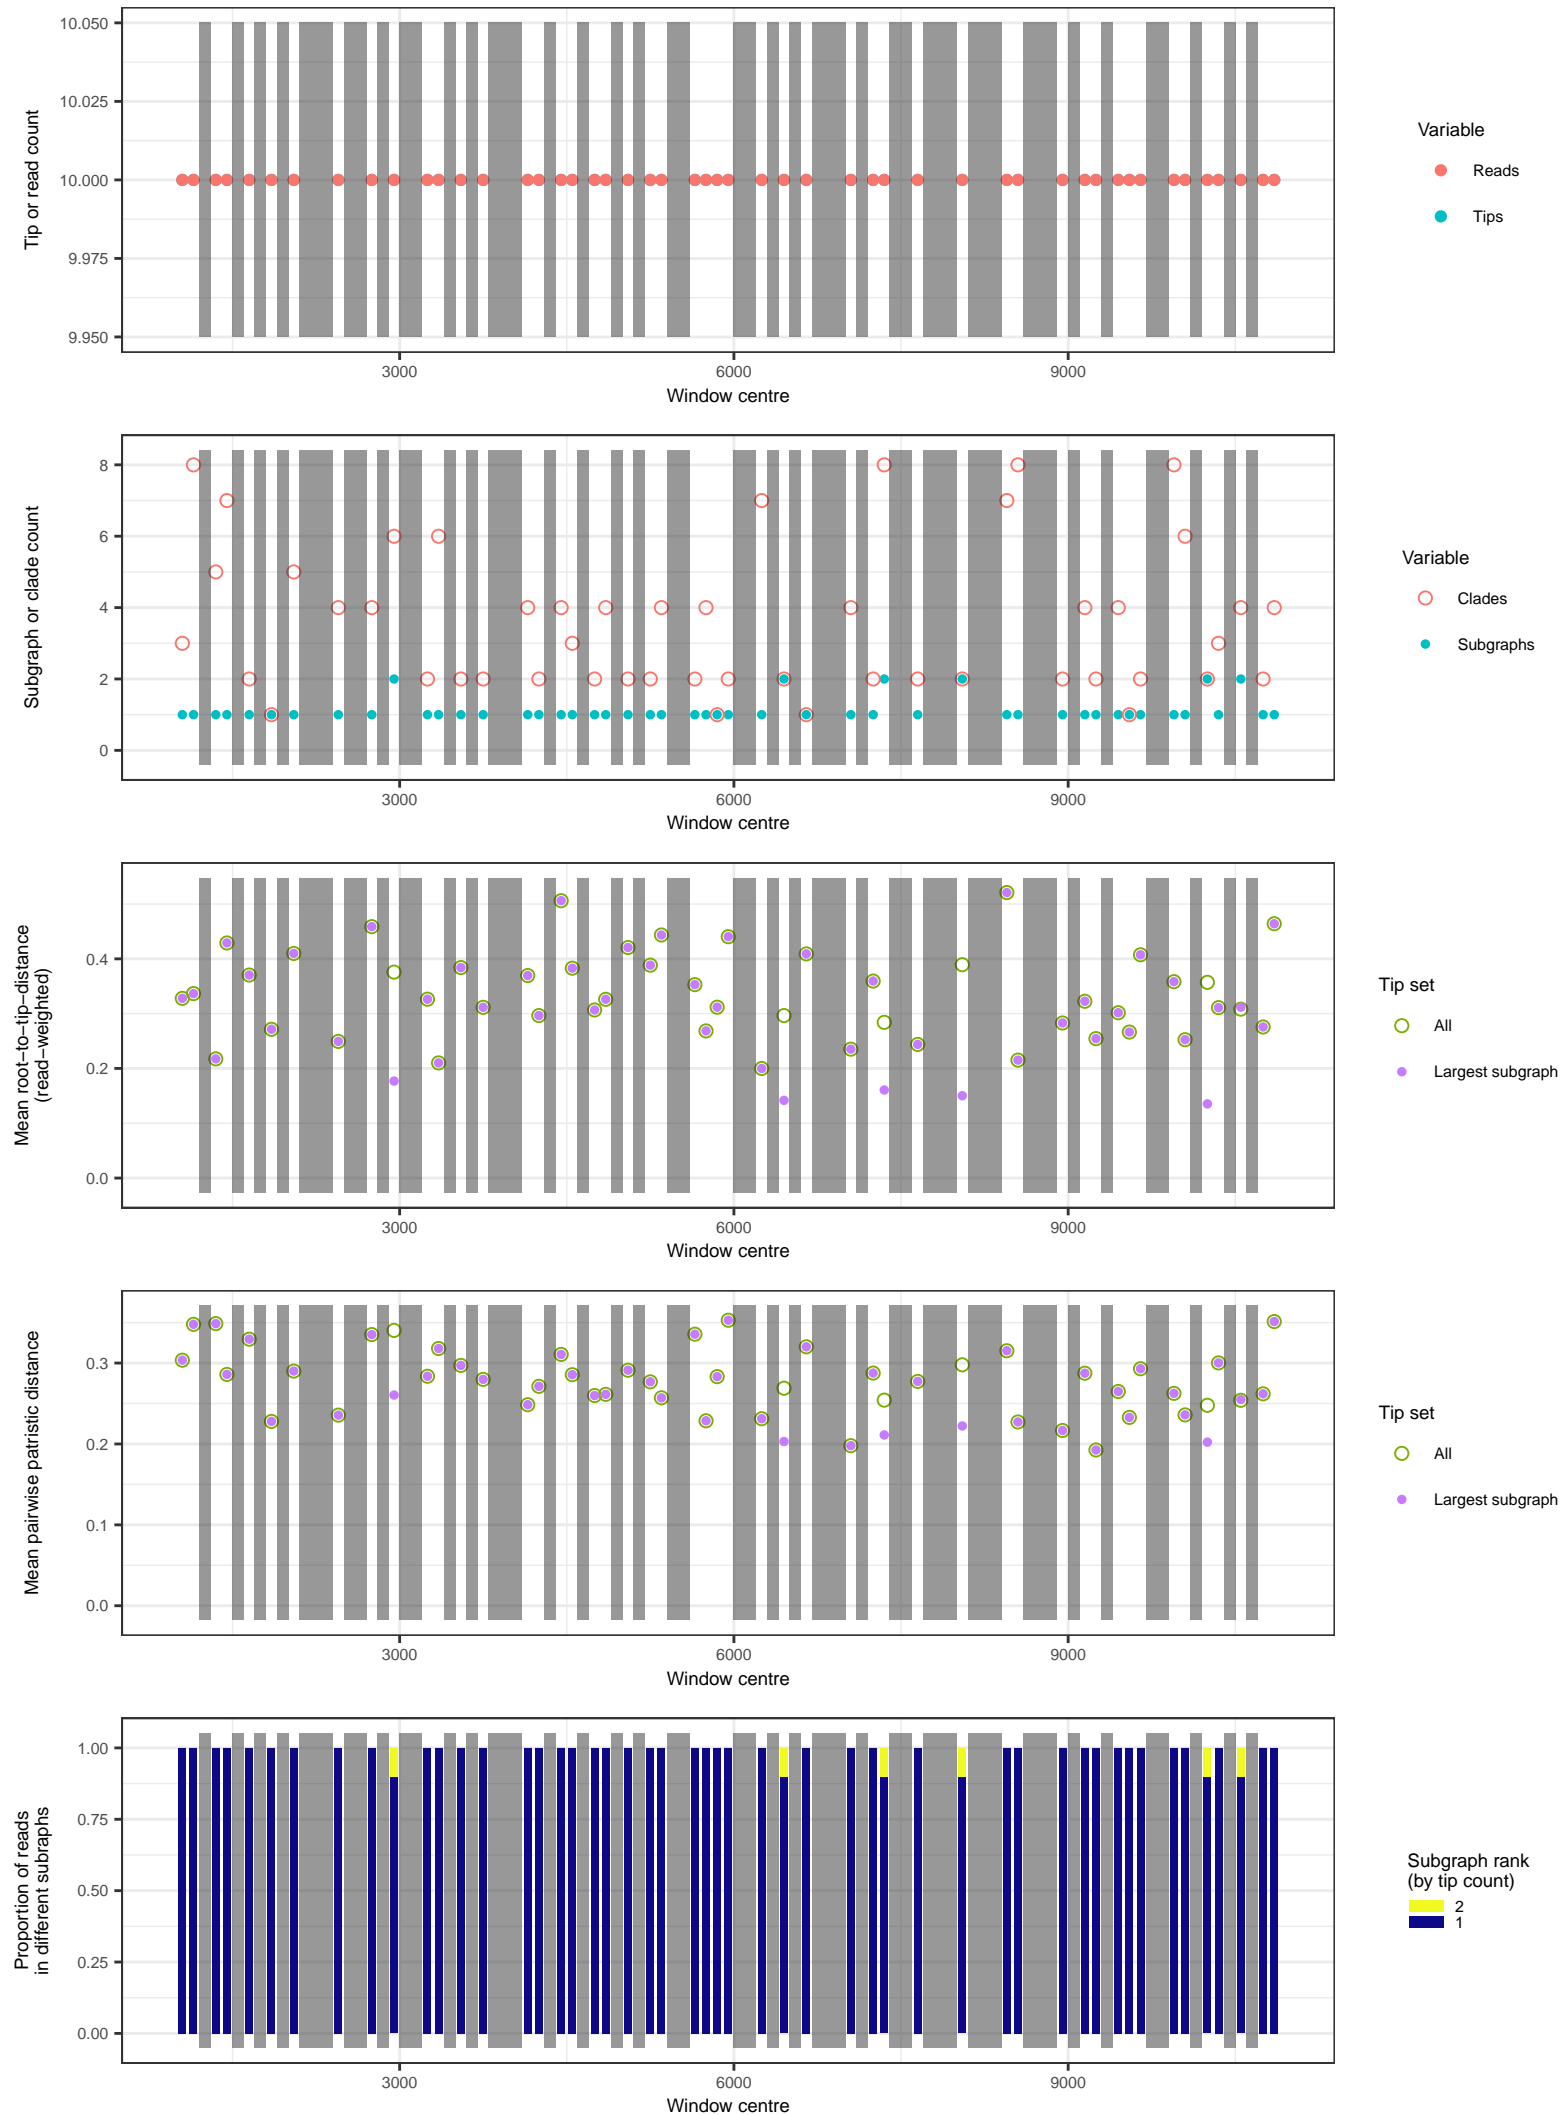 10.050
10.025
10.000
9.975
9.950
Tip or read count
3000
6000
9000
Window centre
Variable
Reads
Tips
8
6
4
2
0
Subgraph or clade count
3000
6000
9000
Window centre
Variable
Clades
Subgraphs
0.4
0.2
0.0
Mean root−to−tip−distance
(read−weighted)
3000
6000
9000
Window centre
Tip set
All
Largest subgraph
0.3
0.2
0.1
0.0
Mean pairwise patristic distance
3000
6000
9000
Window centre
Tip set
All
Largest subgraph
1.00
0.75
0.50
0.25
0.00
Proportion of reads
in different subraphs
3000
6000
9000
Window centre
Subgraph rank
(by tip count)
2
1